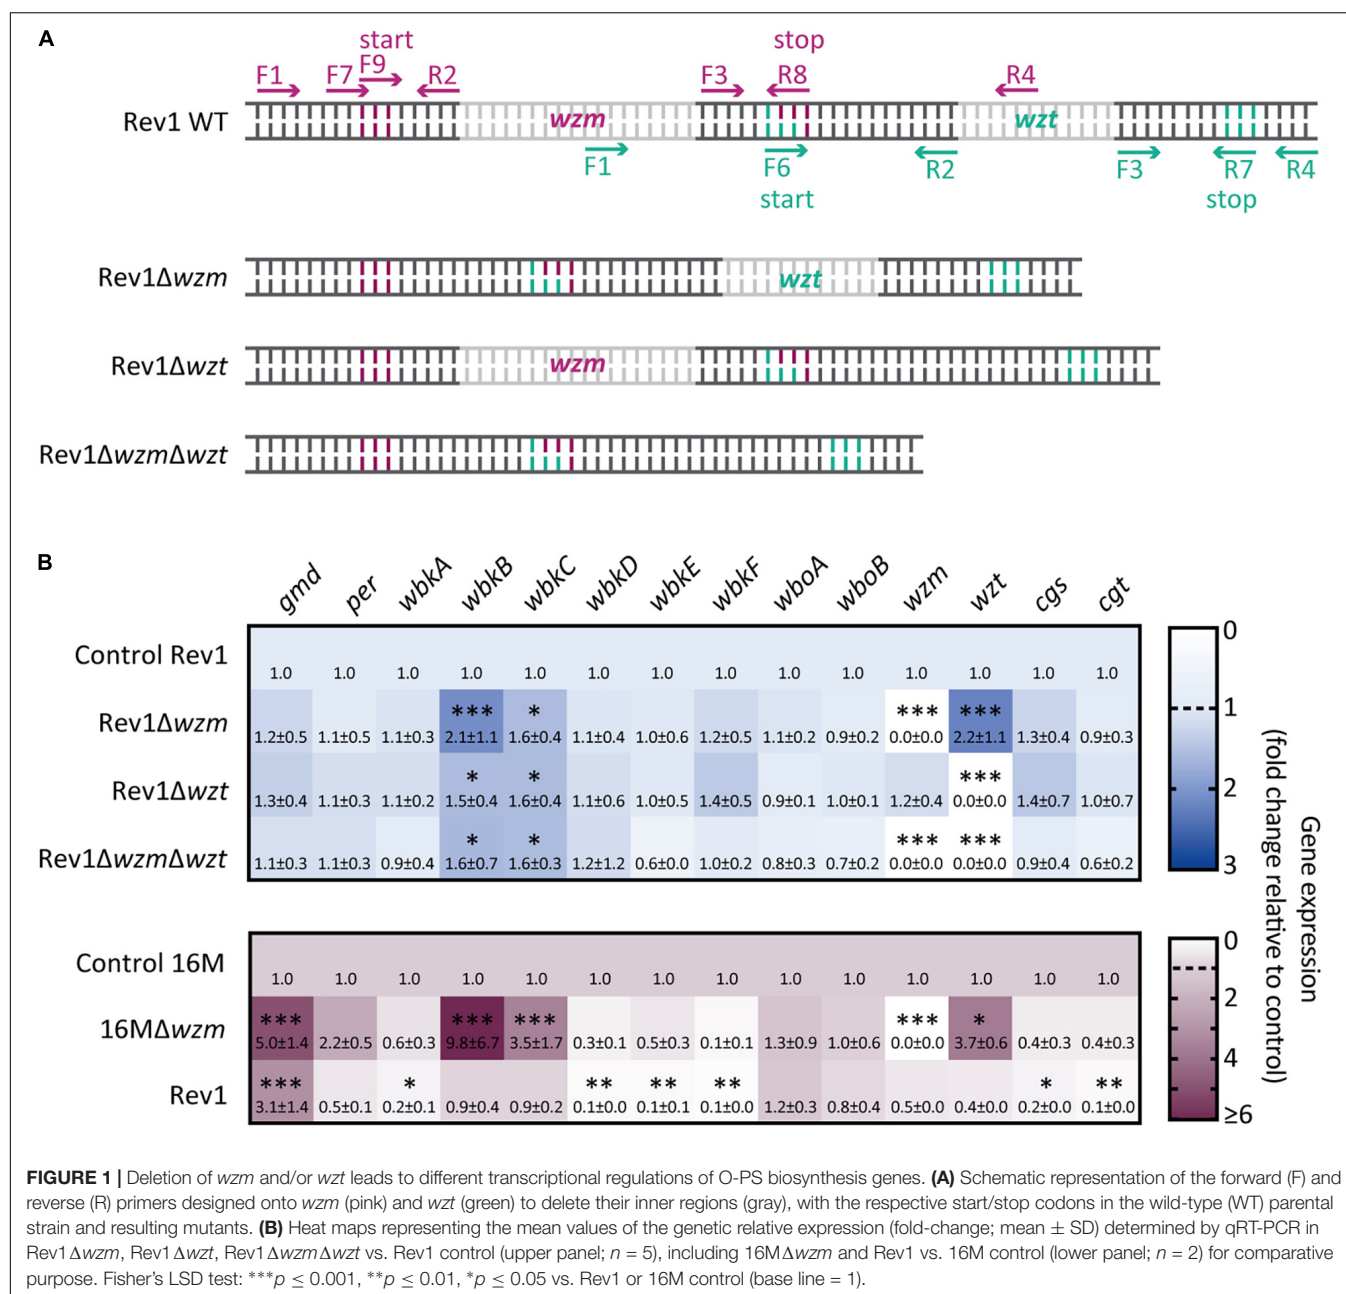 A
start
stop
F1
F7
F9
R2
F3
R8
R4
Rev1 WT
wzm
wzt
F1
F6
R2
F3
R7
R4
start
stop
Rev1Δwzm
wzt
Rev1Δwzt
wzm
Rev1ΔwzmΔwzt
B
gmd per wbkA wbkB wbkC wbkD wbkE wbkF wboA wboB wzm wzt cgs cgt
Control Rev1
1.0 1.0 1.0 1.0 1.0 1.0 1.0 1.0 1.0 1.0 1.0 1.0 1.0 1.0
*** * *** ***
Rev1Δwzm
1.2±0.5 1.1±0.5 1.1±0.3 2.1±1.1 1.6±0.4 1.1±0.4 1.0±0.6 1.2±0.5 1.1±0.2 0.9±0.2 0.0±0.0 2.2±1.1 1.3±0.4 0.9±0.3
* * ***
Rev1Δwzt
1.3±0.4 1.1±0.3 1.1±0.2 1.5±0.4 1.6±0.4 1.1±0.6 1.0±0.5 1.4±0.5 0.9±0.1 1.0±0.1 1.2±0.4 0.0±0.0 1.4±0.7 1.0±0.7
* * *** ***
Rev1ΔwzmΔwzt
1.1±0.3 1.1±0.3 0.9±0.4 1.6±0.7 1.6±0.3 1.2±1.2 0.6±0.0 1.0±0.2 0.8±0.3 0.7±0.2 0.0±0.0 0.0±0.0 0.9±0.4 0.6±0.2
0
1
2
3
Control 16M
1.0 1.0 1.0 1.0 1.0 1.0 1.0 1.0 1.0 1.0 1.0 1.0 1.0 1.0
*** *** *** *** *
16MΔwzm
5.0±1.4 2.2±0.5 0.6±0.3 9.8±6.7 3.5±1.7 0.3±0.1 0.5±0.3 0.1±0.1 1.3±0.9 1.0±0.6 0.0±0.0 3.7±0.6 0.4±0.3 0.4±0.3
*** * ** ** ** * **
Rev1
3.1±1.4 0.5±0.1 0.2±0.1 0.9±0.4 0.9±0.2 0.1±0.0 0.1±0.1 0.1±0.0 1.2±0.3 0.8±0.4 0.5±0.0 0.4±0.0 0.2±0.0 0.1±0.0
0
2
4
≥6
Gene expression
(fold change relative to control)
FIGURE 1 | Deletion of wzm and/or wzt leads to different transcriptional regulations of O-PS biosynthesis genes. (A) Schematic representation of the forward (F) and
reverse (R) primers designed onto wzm (pink) and wzt (green) to delete their inner regions (gray), with the respective start/stop codons in the wild-type (WT) parental
strain and resulting mutants. (B) Heat maps representing the mean values of the genetic relative expression (fold-change; mean ± SD) determined by qRT-PCR in
Rev1Δwzm, Rev1Δwzt, Rev1ΔwzmΔwzt vs. Rev1 control (upper panel; n = 5), including 16MΔwzm and Rev1 vs. 16M control (lower panel; n = 2) for comparative
purpose. Fisher's LSD test: ***p ≤ 0.001, **p ≤ 0.01, *p ≤ 0.05 vs. Rev1 or 16M control (base line = 1).